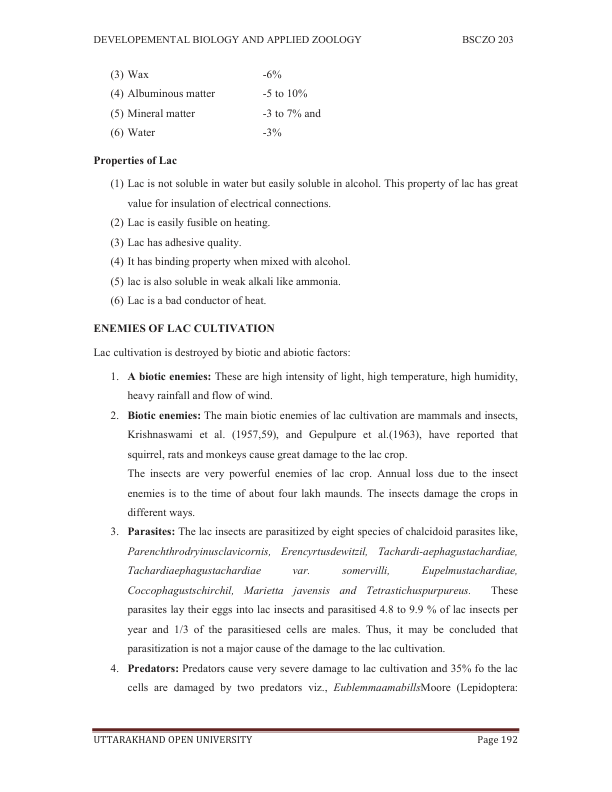 DEVELOPEMENTAL BIOLOGY AND APPLIED ZOOLOGY BSCZO 203
(3) Wax -6%
(4) Albuminous matter -5 to 10%
(5) Mineral matter -3 to 7% and
(6) Water -3%
Properties of Lac
(1) Lac is not soluble in water but easily soluble in alcohol. This property of lac has great
value for insulation of electrical connections.
(2) Lac is easily fusible on heating.
(3) Lac has adhesive quality.
(4) It has binding property when mixed with alcohol.
(5) lac is also soluble in weak alkali like ammonia.
(6) Lac is a bad conductor of heat.
ENEMIES OF LAC CULTIVATION
Lac cultivation is destroyed by biotic and abiotic factors:
1. A biotic enemies: These are high intensity of light, high temperature, high humidity,
heavy rainfall and flow of wind.
2. Biotic enemies: The main biotic enemies of lac cultivation are mammals and insects,
Krishnaswami et al. (1957,59), and Gepulpure et al.(1963), have reported that
squirrel, rats and monkeys cause great damage to the lac crop.
The insects are very powerful enemies of lac crop. Annual loss due to the insect
enemies is to the time of about four lakh maunds. The insects damage the crops in
different ways.
3. Parasites: The lac insects are parasitized by eight species of chalcidoid parasites like,
Parenchthrodryinusclavicornis, Erencyrtusdewitzil, Tachardi-aephagustachardiae,
Tachardiaephagustachardiae var. somervilli, Eupelmustachardiae,
Coccophagustschirchil, Marietta javensis and Tetrastichuspurpureus. These
parasites lay their eggs into lac insects and parasitised 4.8 to 9.9 % of lac insects per
year and 1/3 of the parasitiesed cells are males. Thus, it may be concluded that
parasitization is not a major cause of the damage to the lac cultivation.
4. Predators: Predators cause very severe damage to lac cultivation and 35% fo the lac
cells are damaged by two predators viz., EublemmaamabillsMoore (Lepidoptera:
UTTARAKHAND OPEN UNIVERSITY Page 192